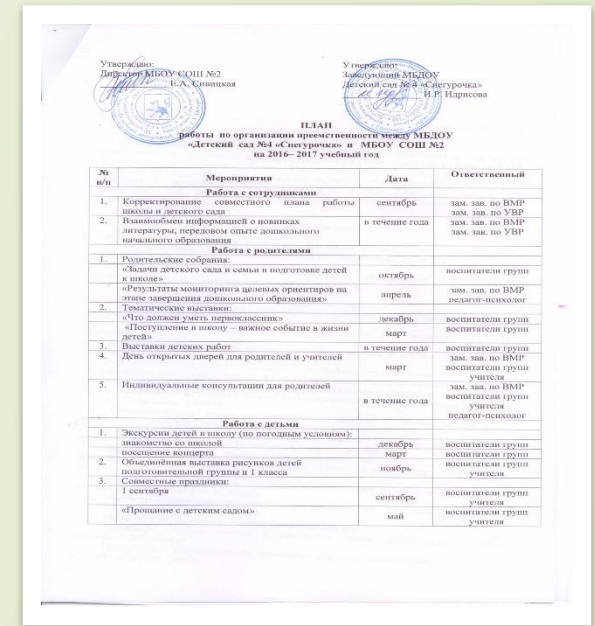 Утверждаю:
Директор МБОУ СОШ №2
Е.А. Сивицкая
Утверждаю:
Заведующий МБДОУ
Детский сад № 4 «Снегурочка»
И.Р. Идрисова
ПЛАН
работы по организации преемственности между МБДОУ
«Детский сад №4 «Снегурочка» и МБОУ СОШ №2
на 2016– 2017 учебный год
№ п/п Мероприятия Дата Ответственный
Работа с сотрудниками
1. Корректирование совместного плана работы сентябрь зам. зав. по ВМР
школы и детского сада зам. зав. по УВР
2. Взаимообмен информацией о новинках в течение года зам. зав. по ВМР
литературы, передовом опыте дошкольного зам. зав. по УВР
начального образования
Работа с родителями
1. Родительские собрания:
«Задачи детского сада и семьи в подготовке детей октябрь воспитатели групп
к школе»
«Результаты мониторинга целевых ориентиров на апрель зам. зав. по ВМР
этапе завершения дошкольного образования» педагог-психолог
2. Тематические выставки:
«Что должен уметь первоклассник» декабрь воспитатели групп
«Поступление в школу – важное событие в жизни март воспитатели групп
детей»
3. Выставки детских работ в течение года воспитатели групп
4. День открытых дверей для родителей и учителей март зам. зав. по ВМР
воспитатели групп
учителя
5. Индивидуальные консультации для родителей в течение года зам. зав. по ВМР
воспитатели групп
учителя
педагог-психолог
Работа с детьми
1. Экскурсии детей в школу (по погодным условиям):
знакомство со школой декабрь воспитатели групп
посещение концерта март воспитатели групп
2. Объединённая выставка рисунков детей ноябрь воспитатели групп
подготовительной группы и 1 класса учителя
3. Совместные праздники:
1 сентября сентябрь воспитатели групп
учителя
«Прощание с детским садом» май воспитатели групп
учителя